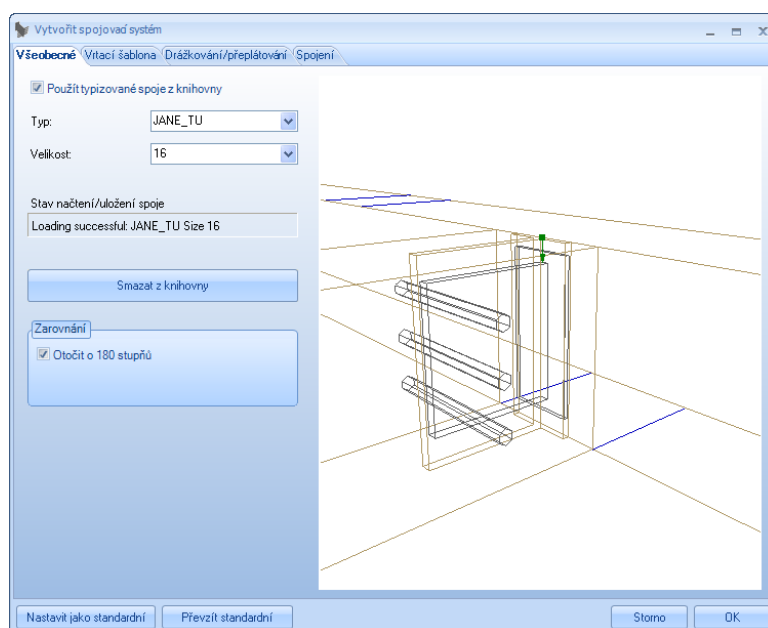 Vytvořit spojovací systém
Všeobecné Vrtací šablona Drážkování/přeplátování Spojení
Použít typizované spoje z knihovny
Typ: JANE_TU
Velikost: 16
Stav načtení/uložení spoje
Loading successful: JANE_TU Size 16
Smazat z knihovny
Zarovnání
Otočit o 180 stupňů
Nastavit jako standardní Převzít standardní Storno OK